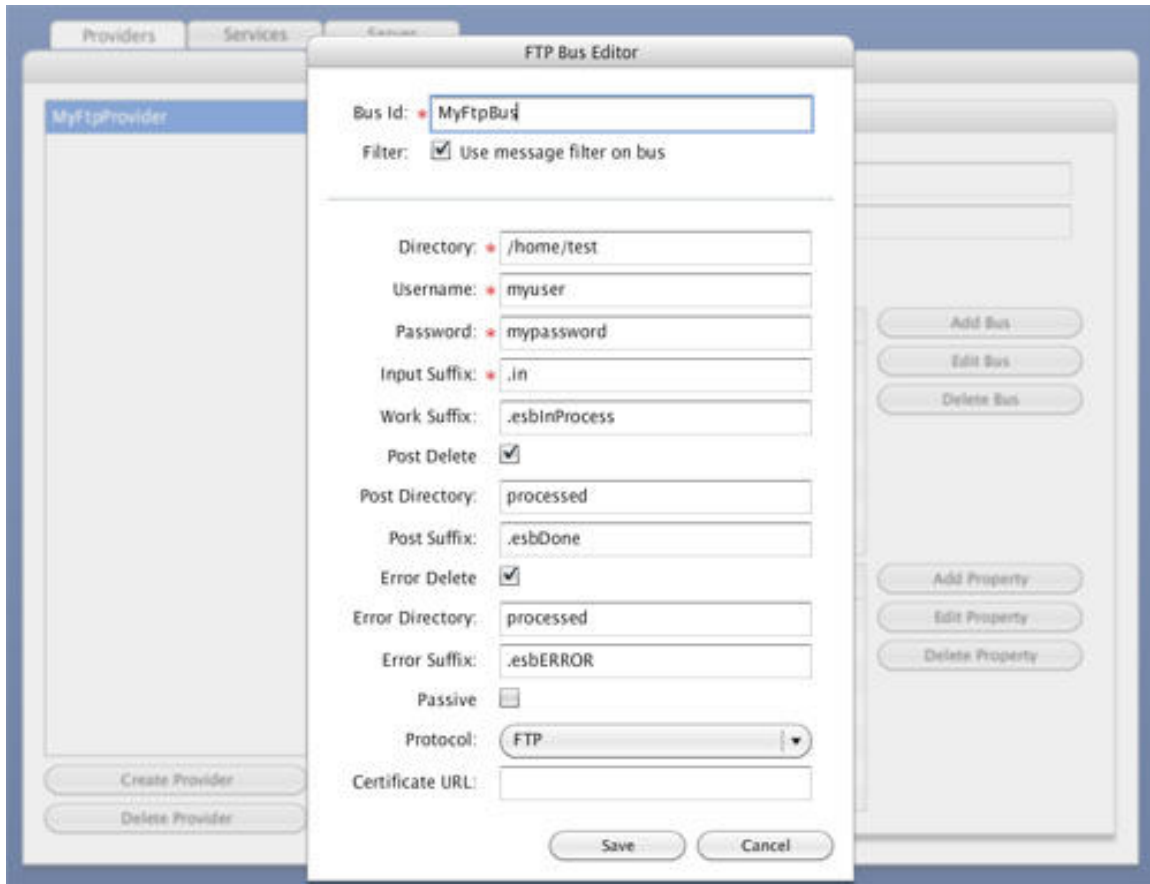 Providers
Services
Server
FTP Bus Editor
MyFtpProvider
Bus Id: * MyFtpBus
Filter: Use message filter on bus
Directory: * /home/test
Username: * myuser
Password: * mypassword
Input Suffix: * .in
Work Suffix: .esbInProcess
Post Delete
Post Directory: processed
Post Suffix: .esbDone
Error Delete
Error Directory: processed
Error Suffix: .esbERROR
Passive
Protocol: FTP
Certificate URL:
Save
Cancel
Add Bus
Edit Bus
Delete Bus
Add Property
Edit Property
Delete Property
Create Provider
Delete Provider